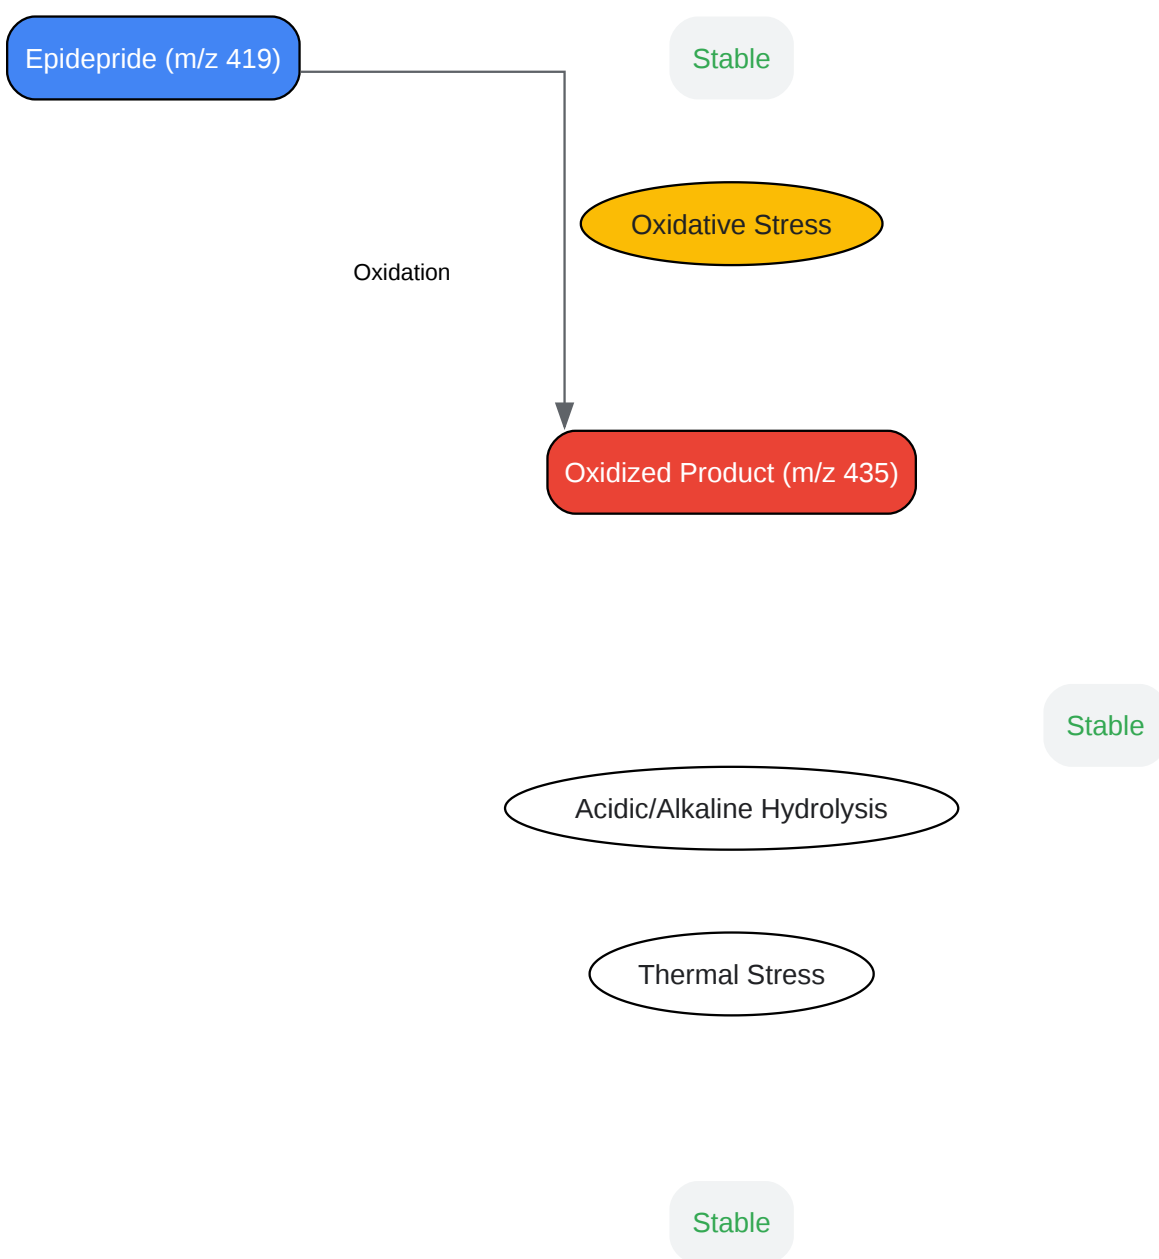 Epidepride (m/z 419)
Stable
Oxidative Stress
Oxidation
Oxidized Product (m/z 435)
Stable
Acidic/Alkaline Hydrolysis
Thermal Stress
Stable